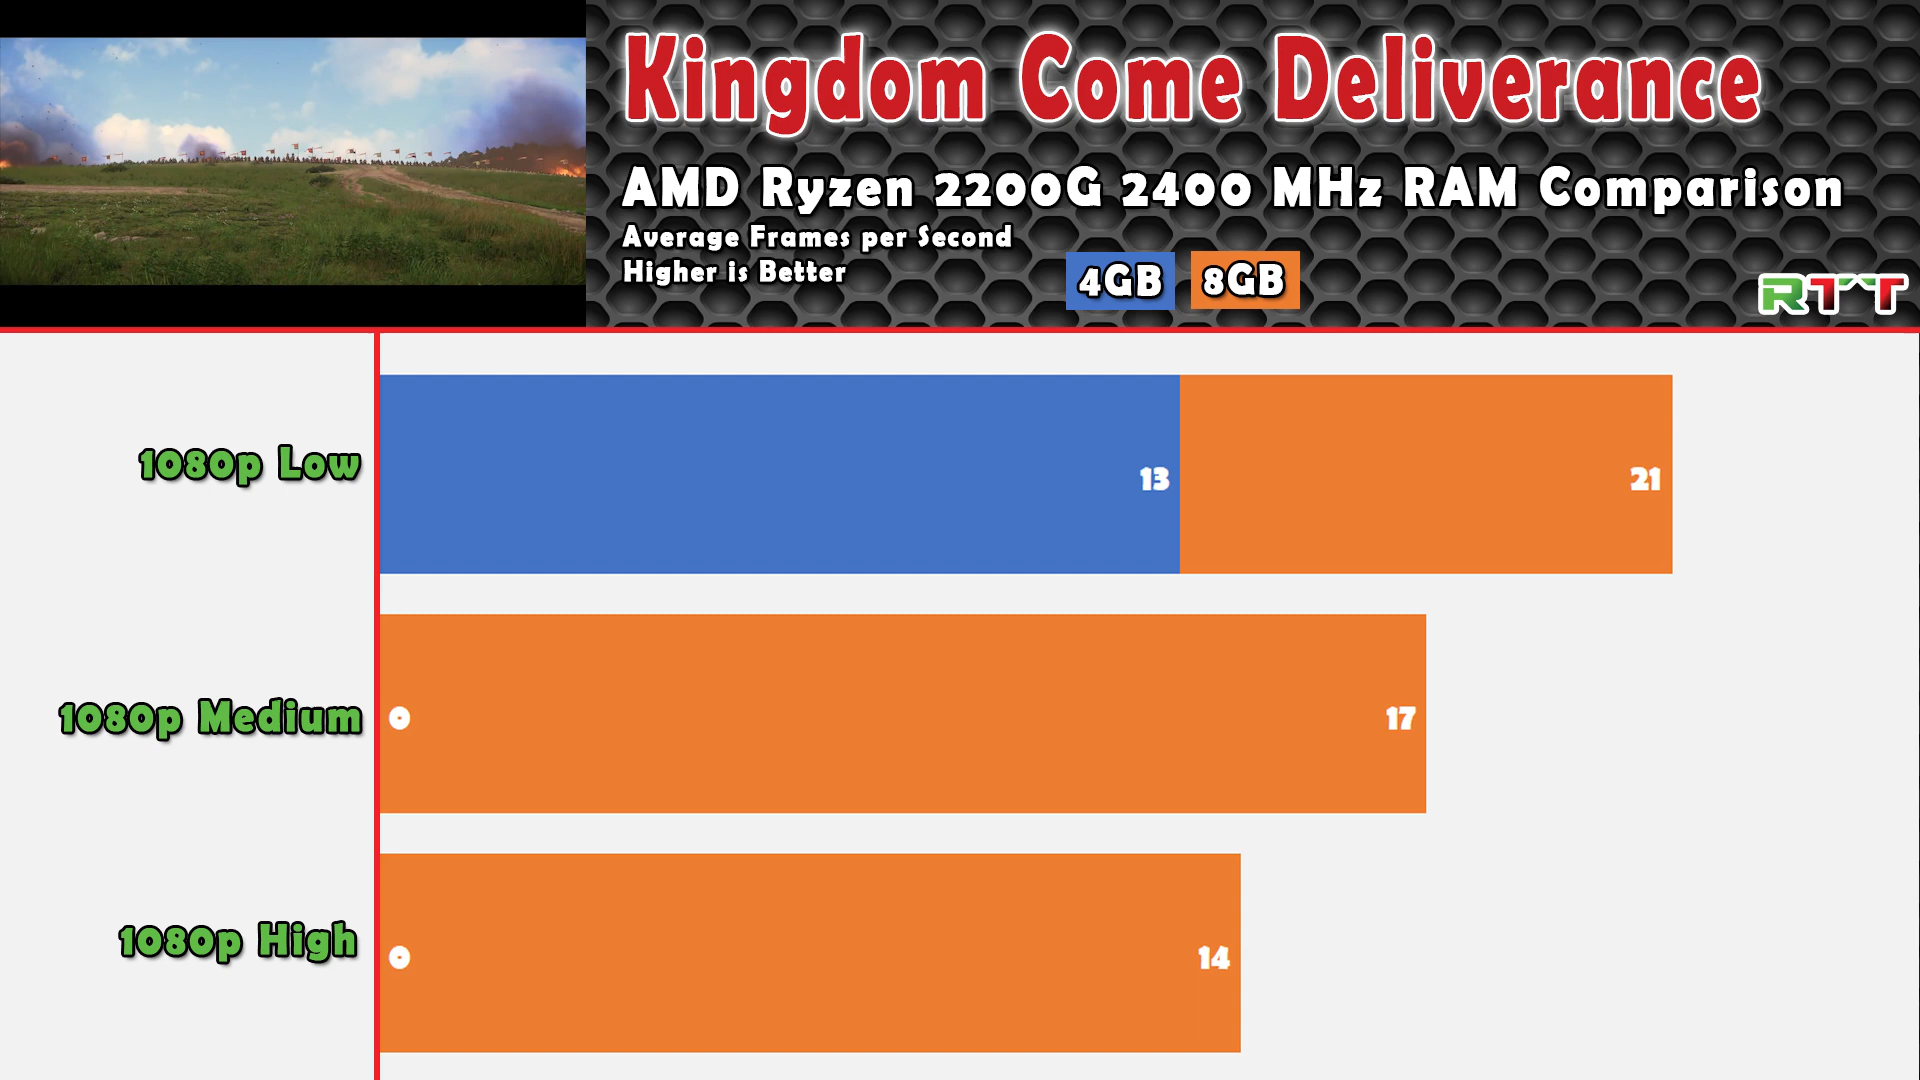 Kingdom Come Deliverance
AMD Ryzen 2200G 2400 MHz RAM Comparison
Average Frames per Second
Higher is Better
4GB 8GB
RTT
1080p Low
13 21
1080p Medium
0 17
1080p High
0 14